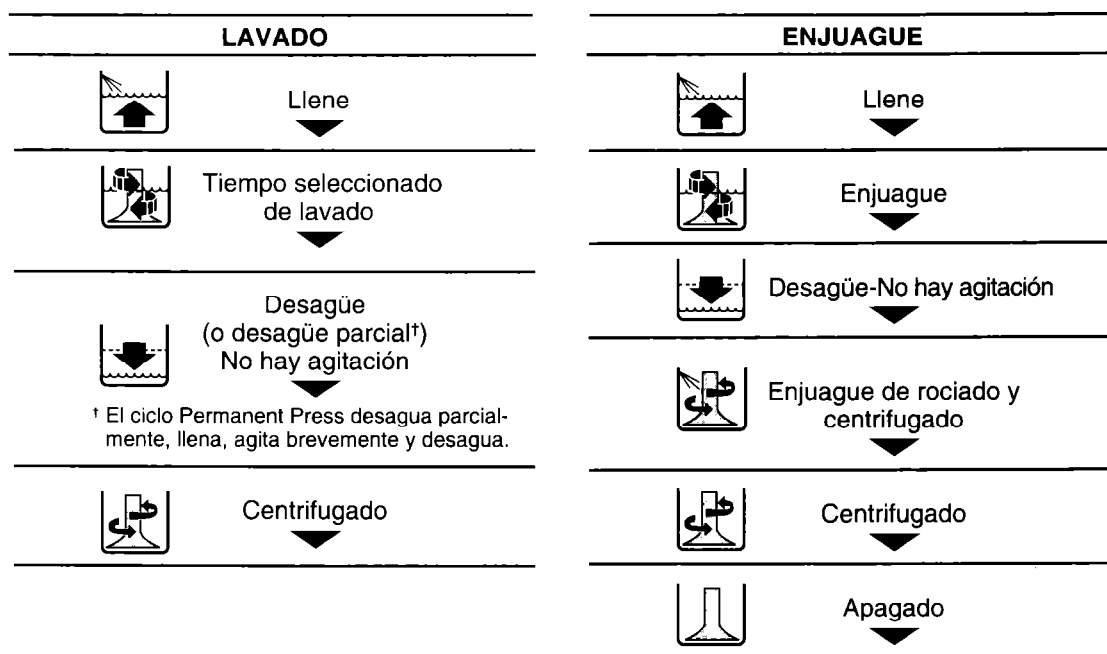 LAVADO
Llene
Tiempo seleccionado
de lavado
Desagüe
(o desagüe parcial†)
No hay agitación
† El ciclo Permanent Press desagua parcial-
mente, llena, agita brevemente y desagua.
Centrifugado
ENJUAGUE
Llene
Enjuague
Desagüe-No hay agitación
Enjuague de rociado y
centrifugado
Centrifugado
Apagado